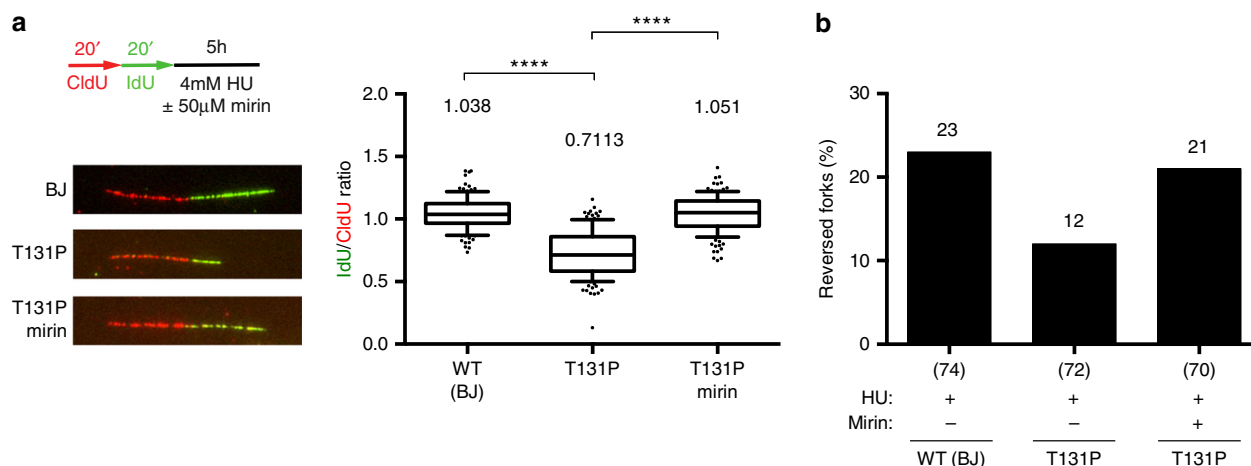 a
20′ 20′ 5h
CldU IdU 4mM HU
± 50μM mirin
BJ
T131P
T131P
mirin
****
****
2.0
1.5
1.0
0.5
0.0
IdU/CldU ratio
1.038
0.7113
1.051
WT
(BJ)
T131P
T131P
mirin
b
30
20
10
0
Reversed forks (%)
23
12
21
(74) (72) (70)
HU: + + +
Mirin: – – +
WT (BJ) T131P T131P